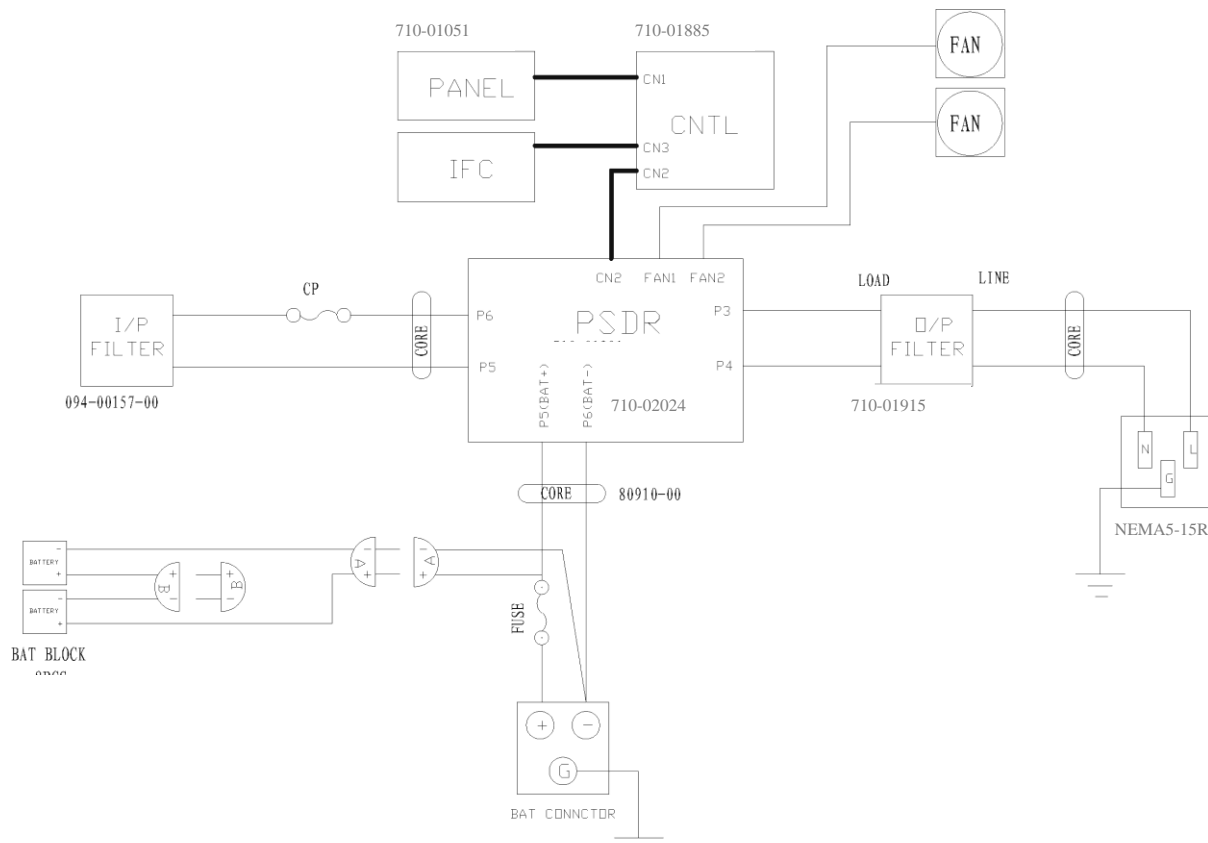 710-01051
710-01885
FAN
PANEL
CN1
CNTL
FAN
CN3
IFC
CN2
CN2
FAN1
FAN2
LOAD
LINE
CP
P6
P3
I/P
FILTER
CORE
PSDR
O/P
FILTER
CORE
P5
P4
094-00157-00
P5(BAT+)
P6(BAT-)
710-02024
710-01915
N
L
G
CORE
80910-00
NEMA5-15R
-
BATTERY
+
-
BATTERY
+
+
B
-
+
B
-
-
A
+
-
A
+
FUSE
BAT BLOCK
+
-
G
BAT CONNCTOR